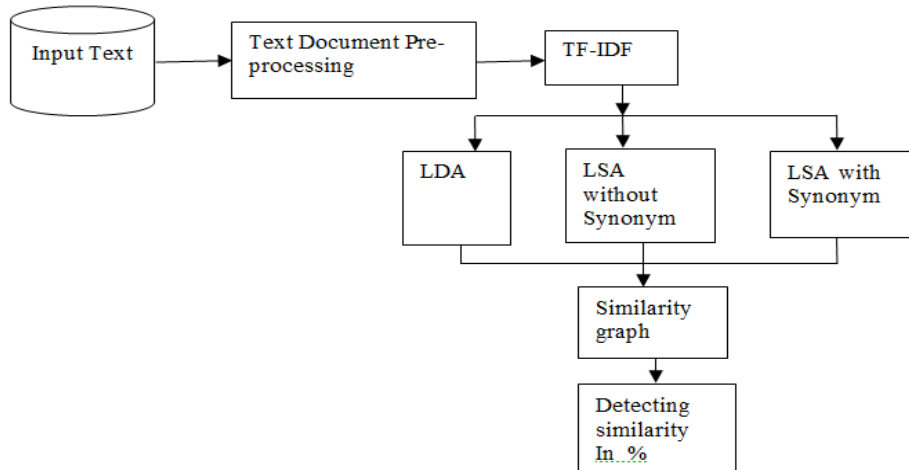 Input Text
Text Document Pre-
processing
TF-IDF
LDA
LSA
without
Synonym
LSA with
Synonym
Similarity
graph
Detecting
similarity
In %